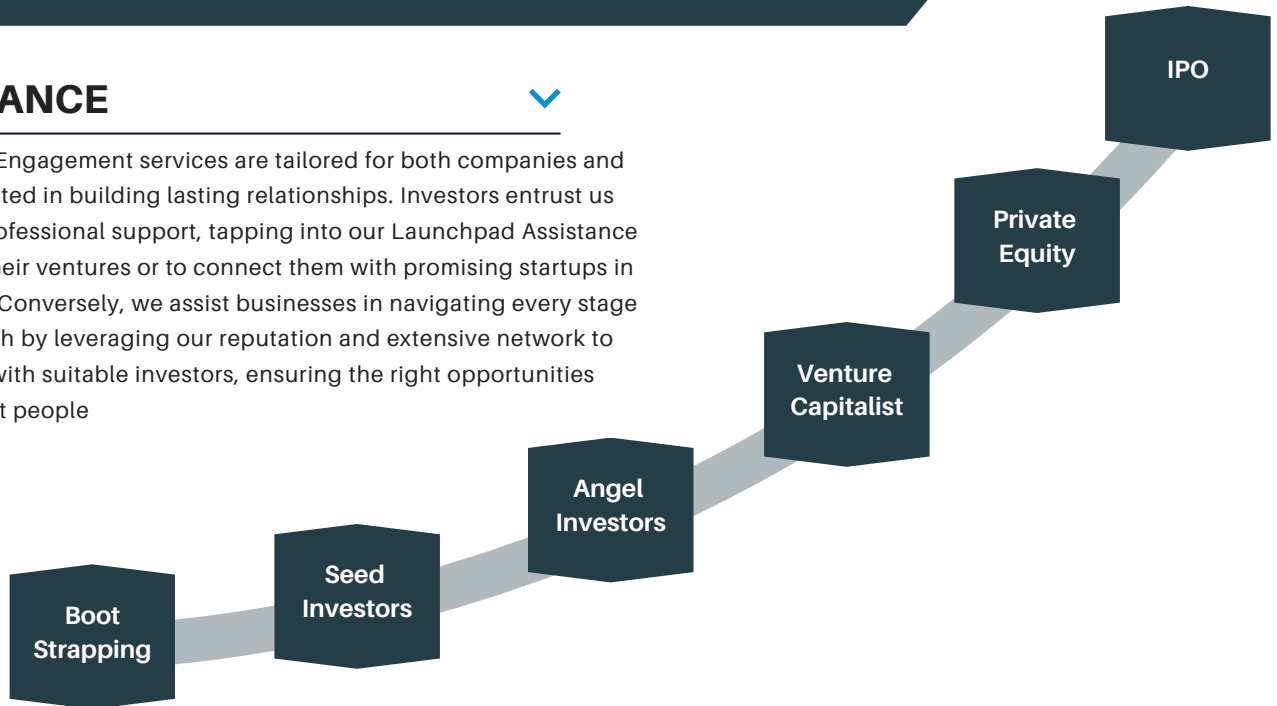 ANCE
Engagement services are tailored for both companies and
ted in building lasting relationships. Investors entrust us
ofessional support, tapping into our Launchpad Assistance
eir ventures or to connect them with promising startups in
Conversely, we assist businesses in navigating every stage
h by leveraging our reputation and extensive network to
with suitable investors, ensuring the right opportunities
t people
IPO
Private
Equity
Venture
Capitalist
Angel
Investors
Seed
Investors
Boot
Strapping